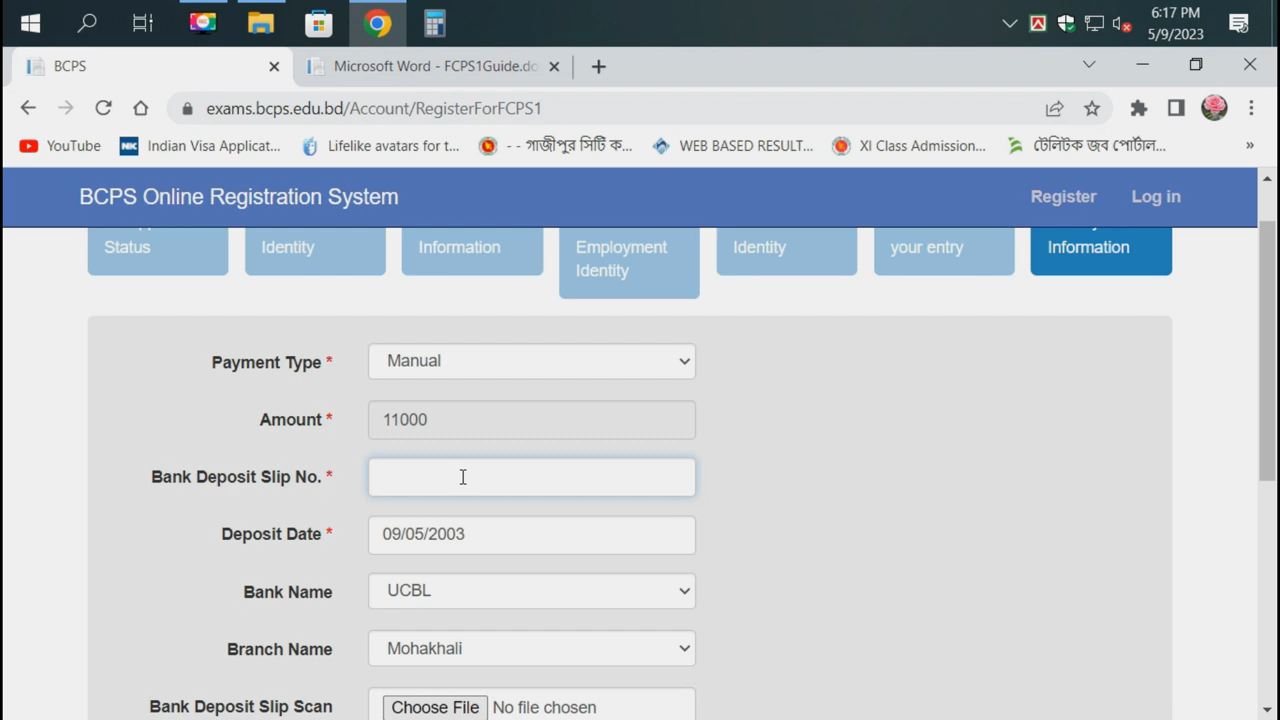 6:17 PM
5/9/2023
BCPS
Microsoft Word - FCPS1Guide.do
exams.bcps.edu.bd/Account/RegisterForFCPS1
YouTube
NK
Indian Visa Applicat...
Lifelike avatars for t...
- - গাজীপুর সিটি ক...
WEB BASED RESULT...
XI Class Admission...
টেলিটক জব পোর্টাল...
»
BCPS Online Registration System
Register
Log in
Status
Identity
Information
Employment
Identity
Identity
your entry
Information
Payment Type *
Manual
Amount *
11000
Bank Deposit Slip No. *
Deposit Date *
09/05/2003
Bank Name
UCBL
Branch Name
Mohakhali
Bank Deposit Slip Scan
Choose File No file chosen